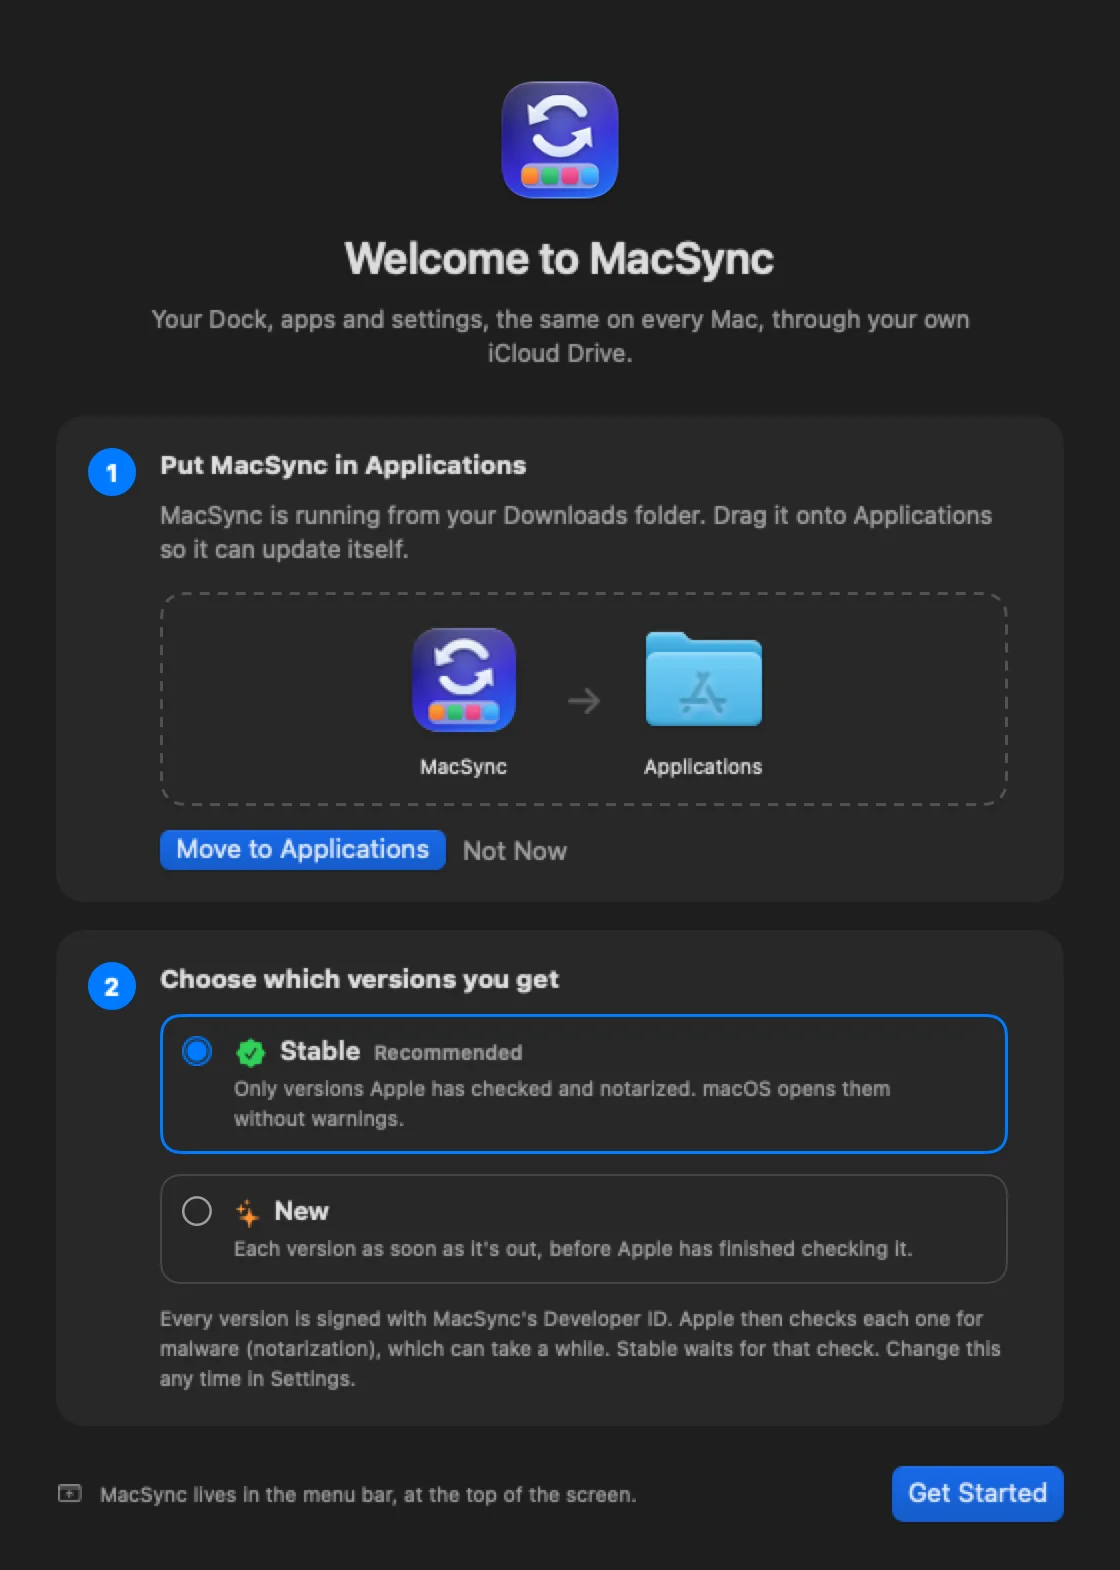 Welcome to MacSync
Your Dock, apps and settings, the same on every Mac, through your own
iCloud Drive.
1
Put MacSync in Applications
MacSync is running from your Downloads folder. Drag it onto Applications
so it can update itself.
MacSync
Applications
Move to Applications
Not Now
2
Choose which versions you get
Stable Recommended
Only versions Apple has checked and notarized. macOS opens them
without warnings.
New
Each version as soon as it's out, before Apple has finished checking it.
Every version is signed with MacSync's Developer ID. Apple then checks each one for
malware (notarization), which can take a while. Stable waits for that check. Change this
any time in Settings.
MacSync lives in the menu bar, at the top of the screen.
Get Started